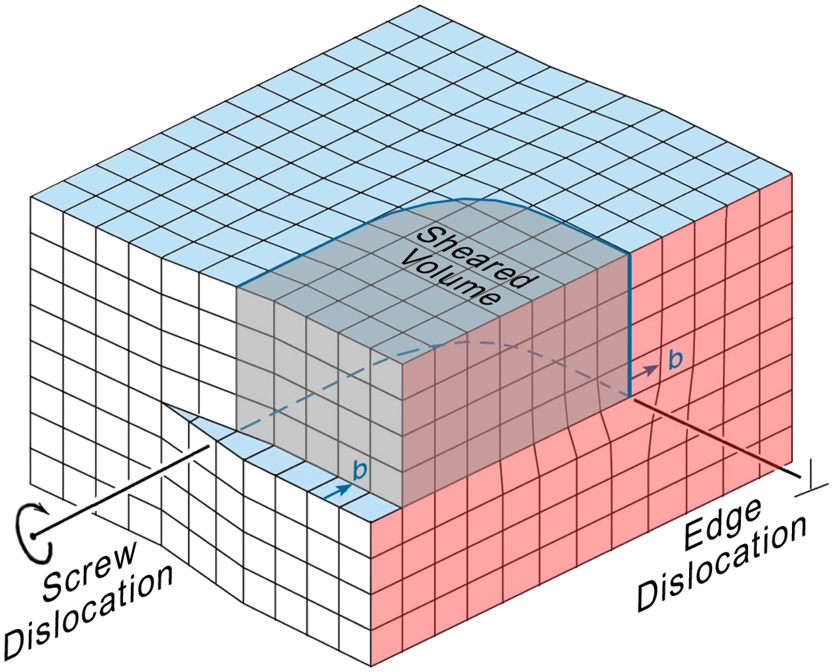 Sheared
Volume
b
b
Screw
Dislocation
Edge
Dislocation